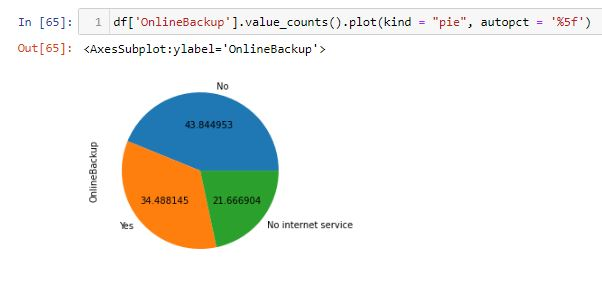 In [65]: 1 df['OnlineBackup'].value_counts().plot(kind = "pie", autopct = '%5f')
Out[65]: <AxesSubplot:ylabel='OnlineBackup'>
No
43.844953
OnlineBackup
34.488145 21.666904
Yes No internet service